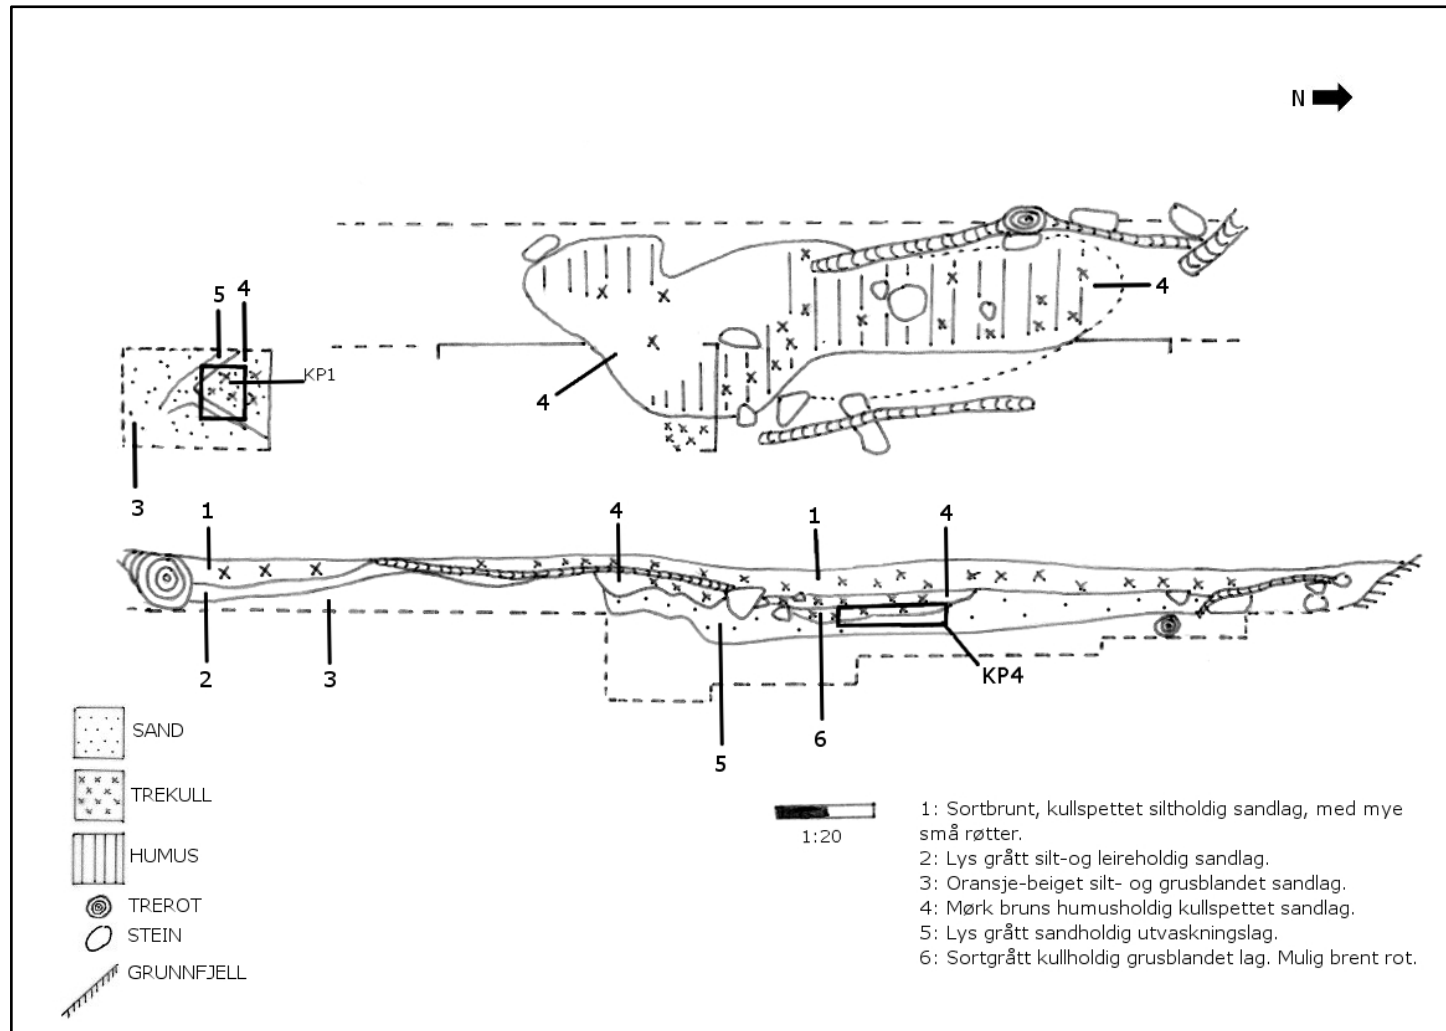 N
5
4
KP1
4
4
3
1
4
1
4
2
3
KP4
6
5
SAND
TREKULL
HUMUS
TREROT
STEIN
GRUNNFJELL
1:20
1: Sortbrunt, kullspettet siltholdig sandlag, med mye
små røtter.
2: Lys grått silt-og leireholdig sandlag.
3: Oransje-beiget silt- og grusblandet sandlag.
4: Mørk bruns humusholdig kullspettet sandlag.
5: Lys grått sandholdig utvaskningslag.
6: Sortgrått kullholdig grusblandet lag. Mulig brent rot.